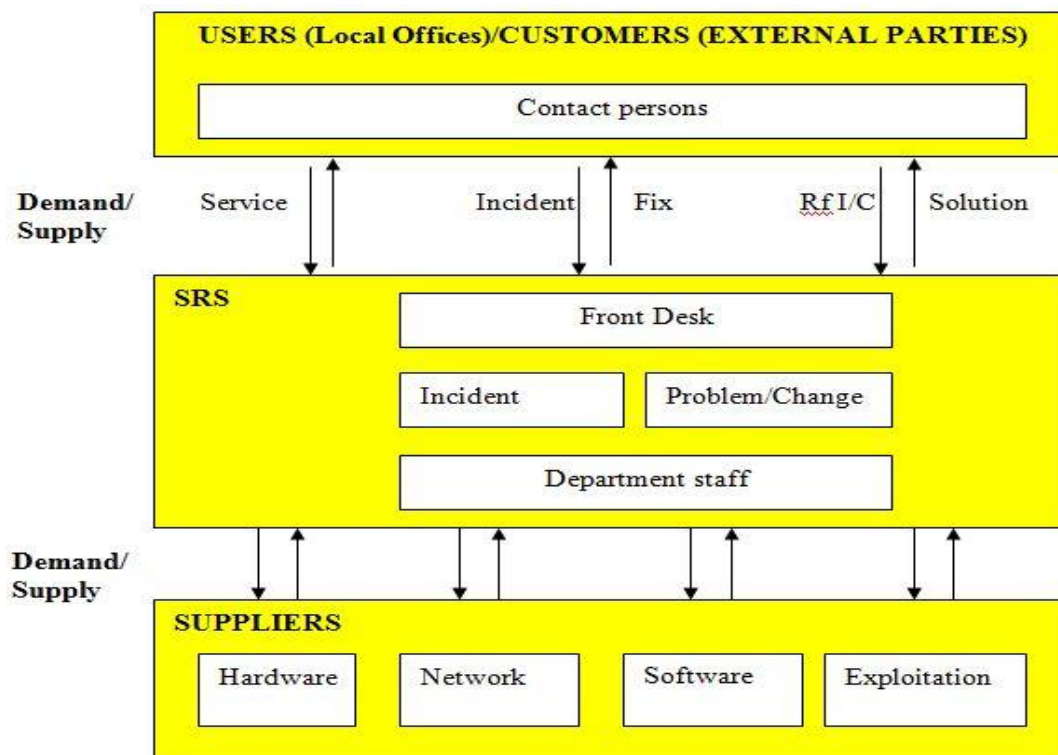 USERS (Local Offices)/CUSTOMERS (EXTERNAL PARTIES)
Contact persons
Demand/
Supply
Service
Incident
Fix
Rf I/C
Solution
SRS
Front Desk
Incident
Problem/Change
Department staff
Demand/
Supply
SUPPLIERS
Hardware
Network
Software
Exploitation